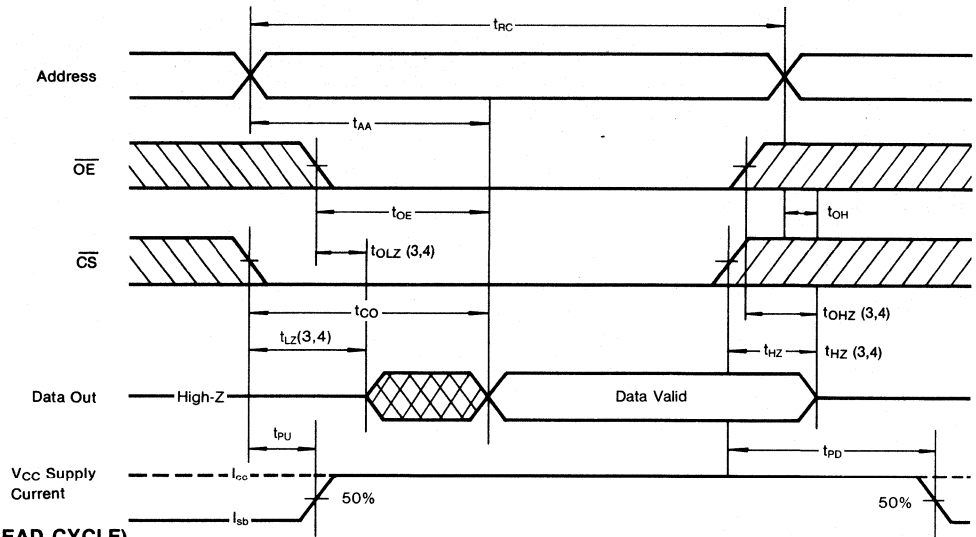 tRC
Address
tAA
OE
tOE
tOH
tOLZ (3,4)
CS
tCO
tOHZ (3,4)
tLZ(3,4)
tHZ
tHZ (3,4)
Data Out
High-Z
Data Valid
tPU
tPD
VCC Supply
Current
Icc
50%
50%
Isb
EAD CYCLE)